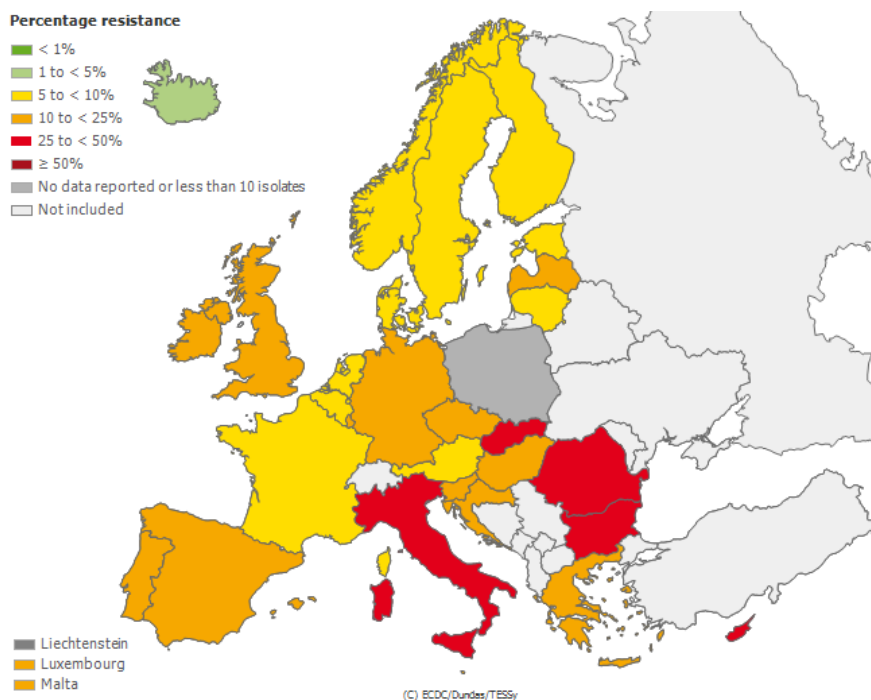 Percentage resistance
< 1%
1 to < 5%
5 to < 10%
10 to < 25%
25 to < 50%
≥ 50%
No data reported or less than 10 isolates
Not included
Liechtenstein
Luxembourg
Malta
(C) ECDC/Dundas/TESSy